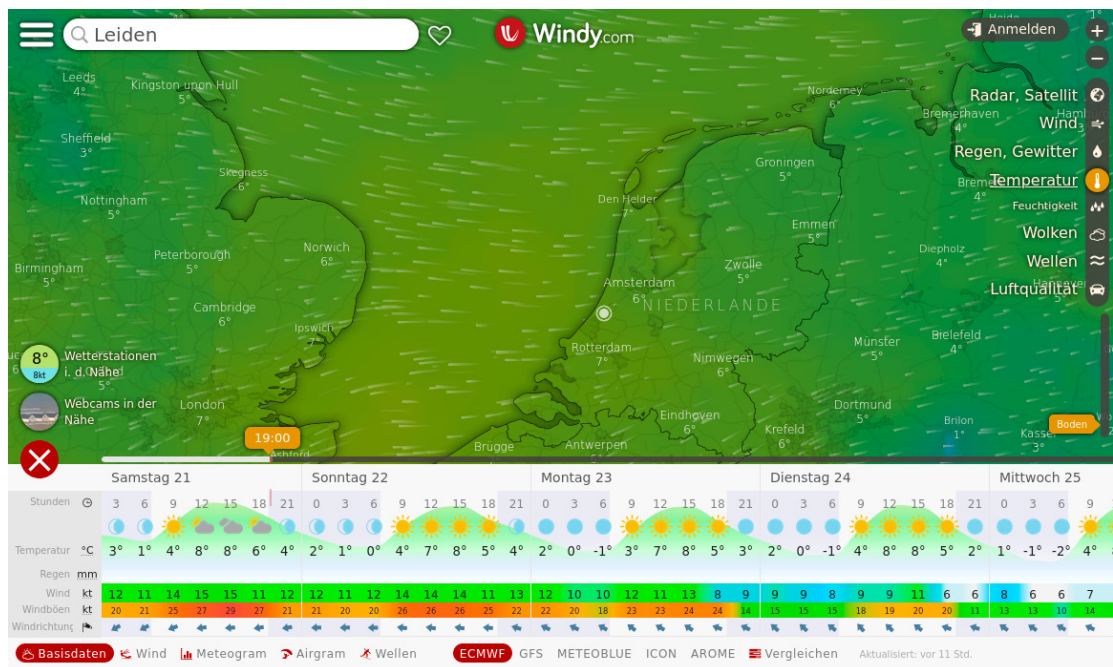 Leiden
Windy.com
Anmelden
Leeds
4°
Kingston upon Hull
5°
Norderney
6°
Radar, Satellit
Bremerhaven
4°
Wind
Sheffield
3°
Regen, Gewitter
Groningen
5°
Skegness
6°
Temperatur
4°
Nottingham
5°
Den Helder
7°
Feuchtigkeit
Emmen
5°
Wolken
Norwich
6°
Peterborough
5°
Diepholz
4°
Wellen
Birmingham
5°
Zwolle
5°
Amsterdam
6°
NIEDERLANDE
Luftqualität
Cambridge
6°
Ipswich
7°
Bielefeld
4°
Münster
5°
Rotterdam
7°
Nimwegen
6°
8°
8kt
Wetterstationen
i. d. Nähe
5°
Webcams in der
Nähe
London
7°
Dortmund
5°
Eindhoven
6°
Brilon
1°
Boden
Krefeld
6°
Kassel
3°
19:00
Brügge
Antwerpen
Ashford
Samstag 21 Sonntag 22 Montag 23 Dienstag 24 Mittwoch 25
Stunden 3 6 9 12 15 18 21 0 3 6 9 12 15 18 21 0 3 6 9 12 15 18 21 0 3 6 9 12 15 18 21 0 3 6 9
Temperatur °C 3° 1° 4° 8° 8° 6° 4° 2° 1° 0° 4° 7° 8° 5° 4° 2° 0° -1° 3° 7° 8° 5° 3° 2° 0° -1° 4° 8° 8° 5° 2° 1° -1° -2° 4°
Regen mm
Wind kt 12 11 14 15 15 11 12 11 12 11 12 14 14 11 13 12 10 10 12 11 13 8 9 9 9 8 9 9 11 6 6 8 6 6 7
Windböen kt 20 21 25 27 29 27 21 21 20 20 26 26 26 25 22 22 20 18 23 23 24 24 14 15 15 15 18 19 20 20 11 13 13 10 14
Windrichtung
Basisdaten Wind Meteogram Airgram Wellen ECMWF GFS METEOBLUE ICON AROME Vergleichen Aktualisiert: vor 11 Std.